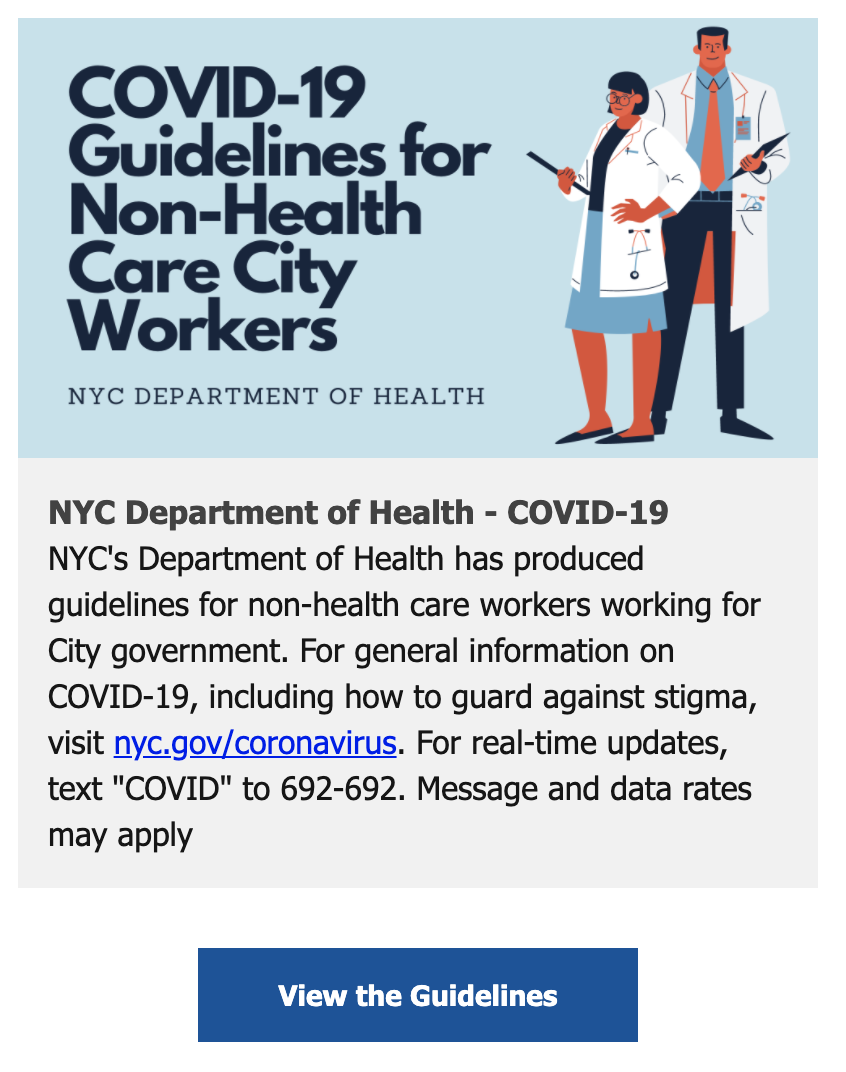 COVID-19
Guidelines for
Non-Health
Care City
Workers
NYC DEPARTMENT OF HEALTH
NYC Department of Health - COVID-19
NYC's Department of Health has produced
guidelines for non-health care workers working for
City government. For general information on
COVID-19, including how to guard against stigma,
visit nyc.gov/coronavirus. For real-time updates,
text "COVID" to 692-692. Message and data rates
may apply
View the Guidelines